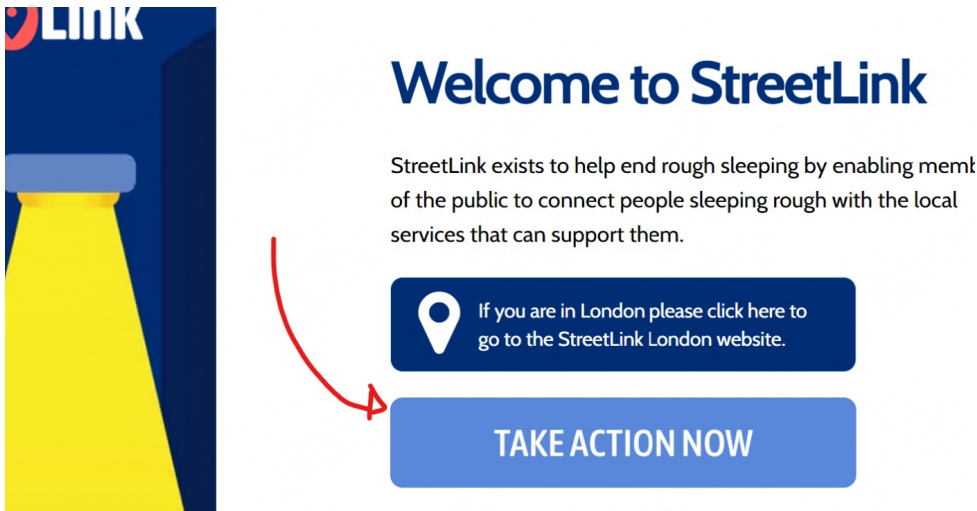 Link
Welcome to StreetLink
StreetLink exists to help end rough sleeping by enabling
of the public to connect people sleeping rough with the local
services that can support them.
If you are in London please click here to
go to the StreetLink London website.
TAKE ACTION NOW